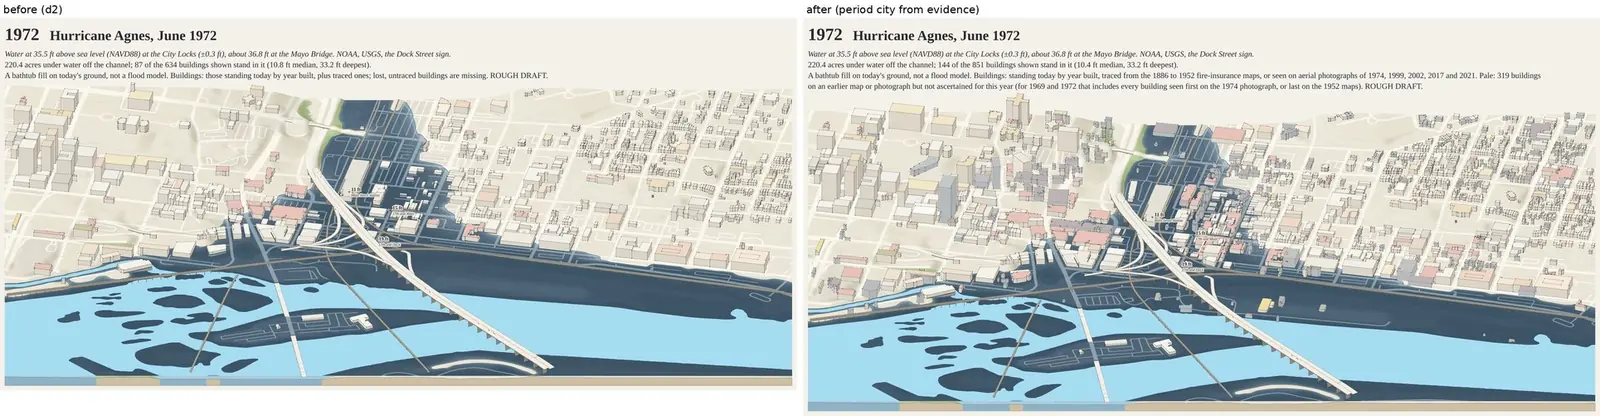 before (d2)
1972 Hurricane Agnes, June 1972
Water at 35.5 ft above sea level (NAVD88) at the City Locks (±0.3 ft), about 36.8 ft at the Mayo Bridge. NOAA, USGS, the Dock Street sign.
220.4 acres under water off the channel; 87 of the 634 buildings shown stand in it (10.8 ft median, 33.2 ft deepest).
A bathtub fill on today's ground, not a flood model. Buildings: those standing today by year built, plus traced ones; lost, untraced buildings are missing. ROUGH DRAFT.
after (period city from evidence)
1972 Hurricane Agnes, June 1972
Water at 35.5 ft above sea level (NAVD88) at the City Locks (±0.3 ft), about 36.8 ft at the Mayo Bridge. NOAA, USGS, the Dock Street sign.
220.4 acres under water off the channel; 144 of the 851 buildings shown stand in it (10.4 ft median, 33.2 ft deepest).
A bathtub fill on today's ground, not a flood model. Buildings: standing today by year built, traced from the 1886 to 1952 fire-insurance maps, or seen on aerial photographs of 1974, 1999, 2002, 2017 and 2021. Pale: 319 buildings
on an earlier map or photograph but not ascertained for this year (for 1969 and 1972 that includes every building seen first on the 1974 photograph, or last on the 1952 maps). ROUGH DRAFT.